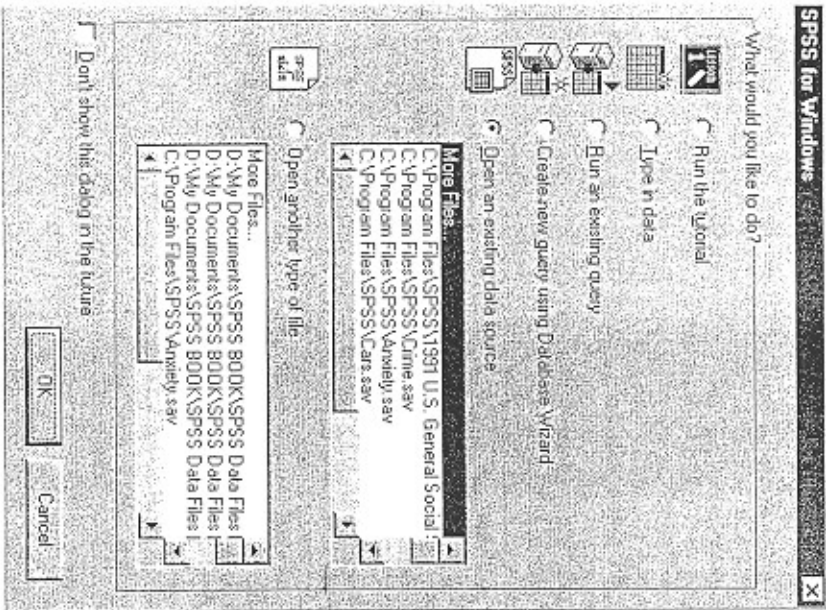 SPSS for Windows
What would you like to do?
Run the tutorial
Type in data
Run an existing query
Create new query using Database Wizard
Open an existing data source
More Files...
C:\Program Files\SPSS\1991 U.S. General Social
C:\Program Files\SPSS\Crime.sav
C:\Program Files\SPSS\Anxiety.sav
C:\Program Files\SPSS\Cars.sav
Open another type of file
More Files...
D:\My Documents\SPSS BOOK\SPSS Data Files
D:\My Documents\SPSS BOOK\SPSS Data Files
D:\My Documents\SPSS BOOK\SPSS Data Files
C:\Program Files\SPSS\Anxiety.sav
Don't show this dialog in the future
OK
Cancel